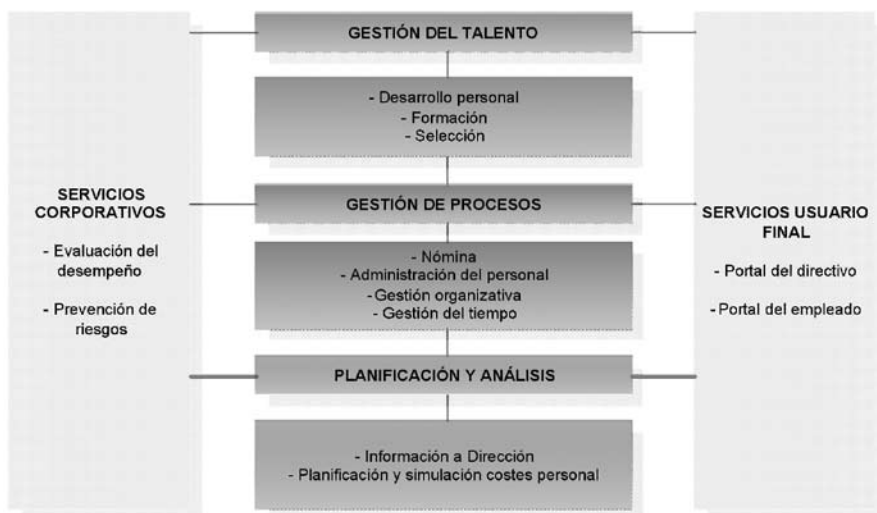 GESTIÓN DEL TALENTO
- Desarrollo personal
- Formación
- Selección
SERVICIOS
CORPORATIVOS
- Evaluación del
desempeño
- Prevención de
riesgos
GESTIÓN DE PROCESOS
- Nómina
- Administración del personal
-Gestión organizativa
- Gestión del tiempo
SERVICIOS USUARIO
FINAL
- Portal del directivo
- Portal del empleado
PLANIFICACIÓN Y ANÁLISIS
- Información a Dirección
- Planificación y simulación costes personal